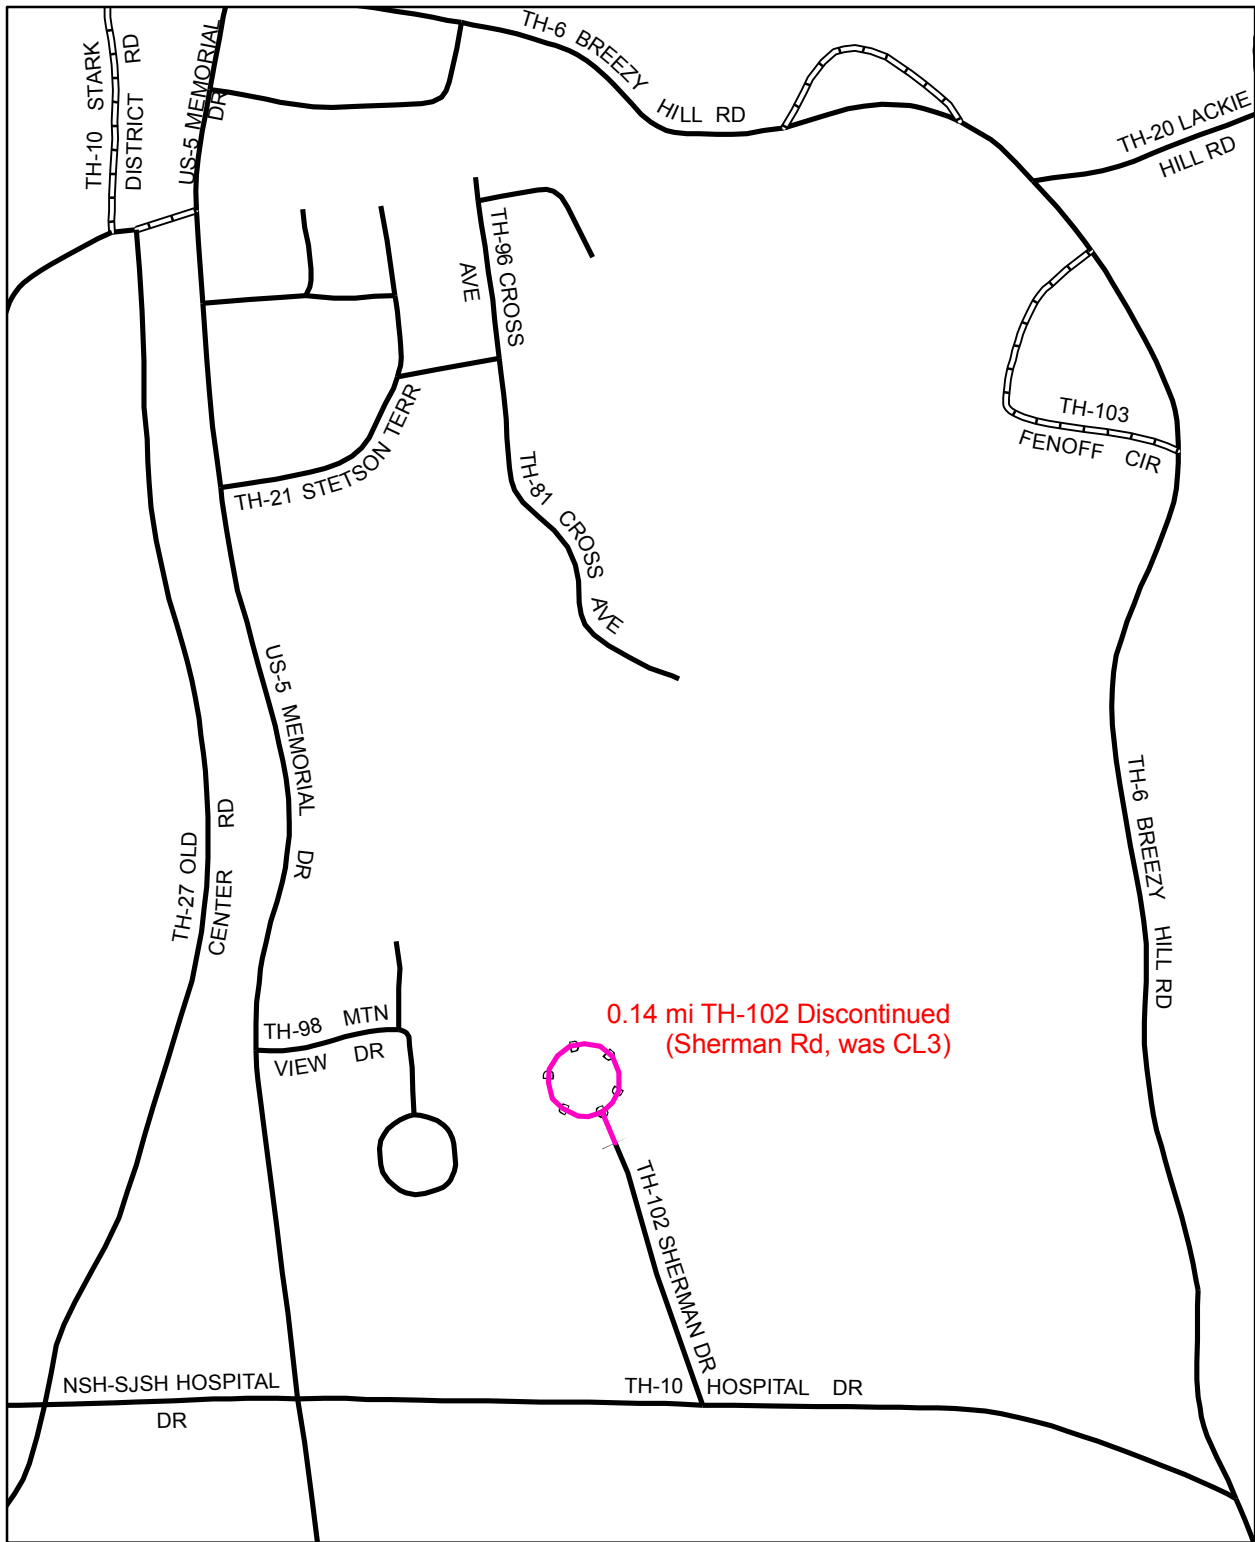 TH-6 BREEZY
HILL RD
TH-10 STARK
DISTRICT RD
US-5 MEMORIAL
DR
TH-20 LACKIE
HILL RD
TH-96 CROSS
AVE
TH-103
FENOFF CIR
TH-21 STETSON TERR
TH-81 CROSS
AVE
US-5 MEMORIAL
DR
TH-6 BREEZY
HILL RD
TH-27 OLD
CENTER RD
TH-98 MTN
VIEW DR
0.14 mi TH-102 Discontinued
(Sherman Rd, was CL3)
TH-102 SHERMAN DR
NSH-SJSH HOSPITAL
DR
TH-10 HOSPITAL DR